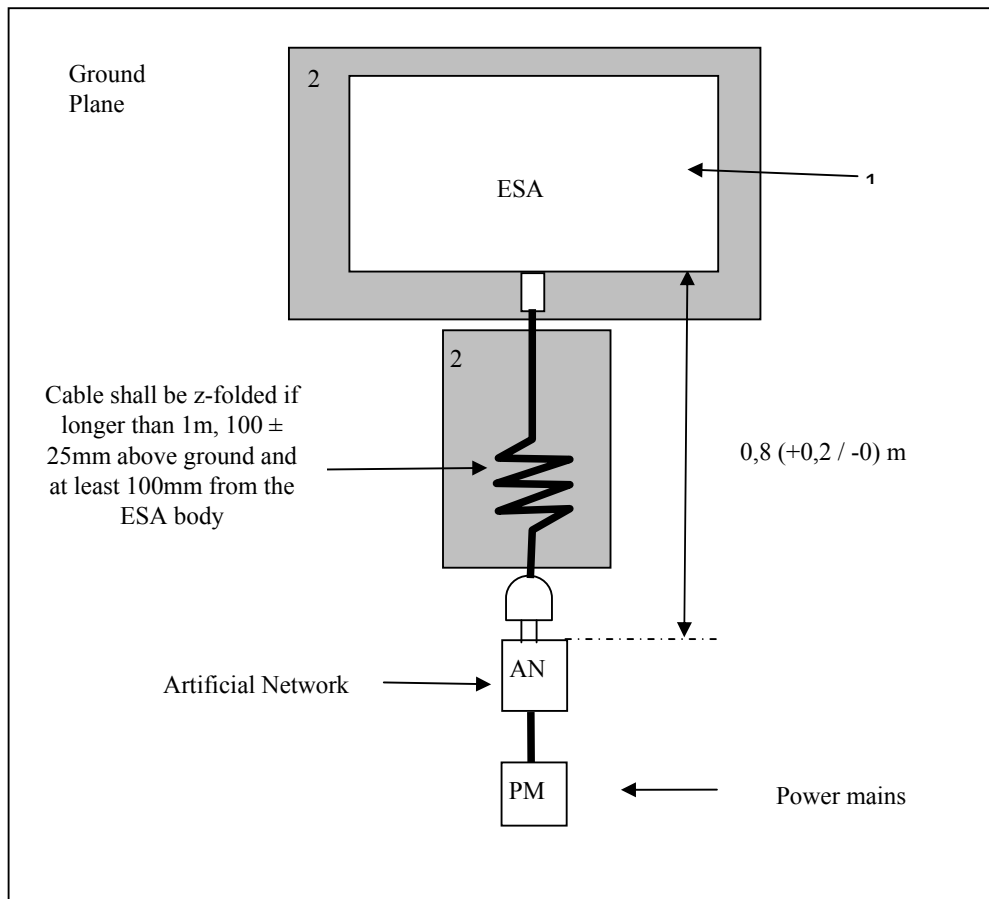 Ground
Plane
2
ESA
1
2
Cable shall be z-folded if
longer than 1m, 100 ±
25mm above ground and
at least 100mm from the
ESA body
0,8 (+0,2 / -0) m
AN
Artificial Network
PM
Power mains